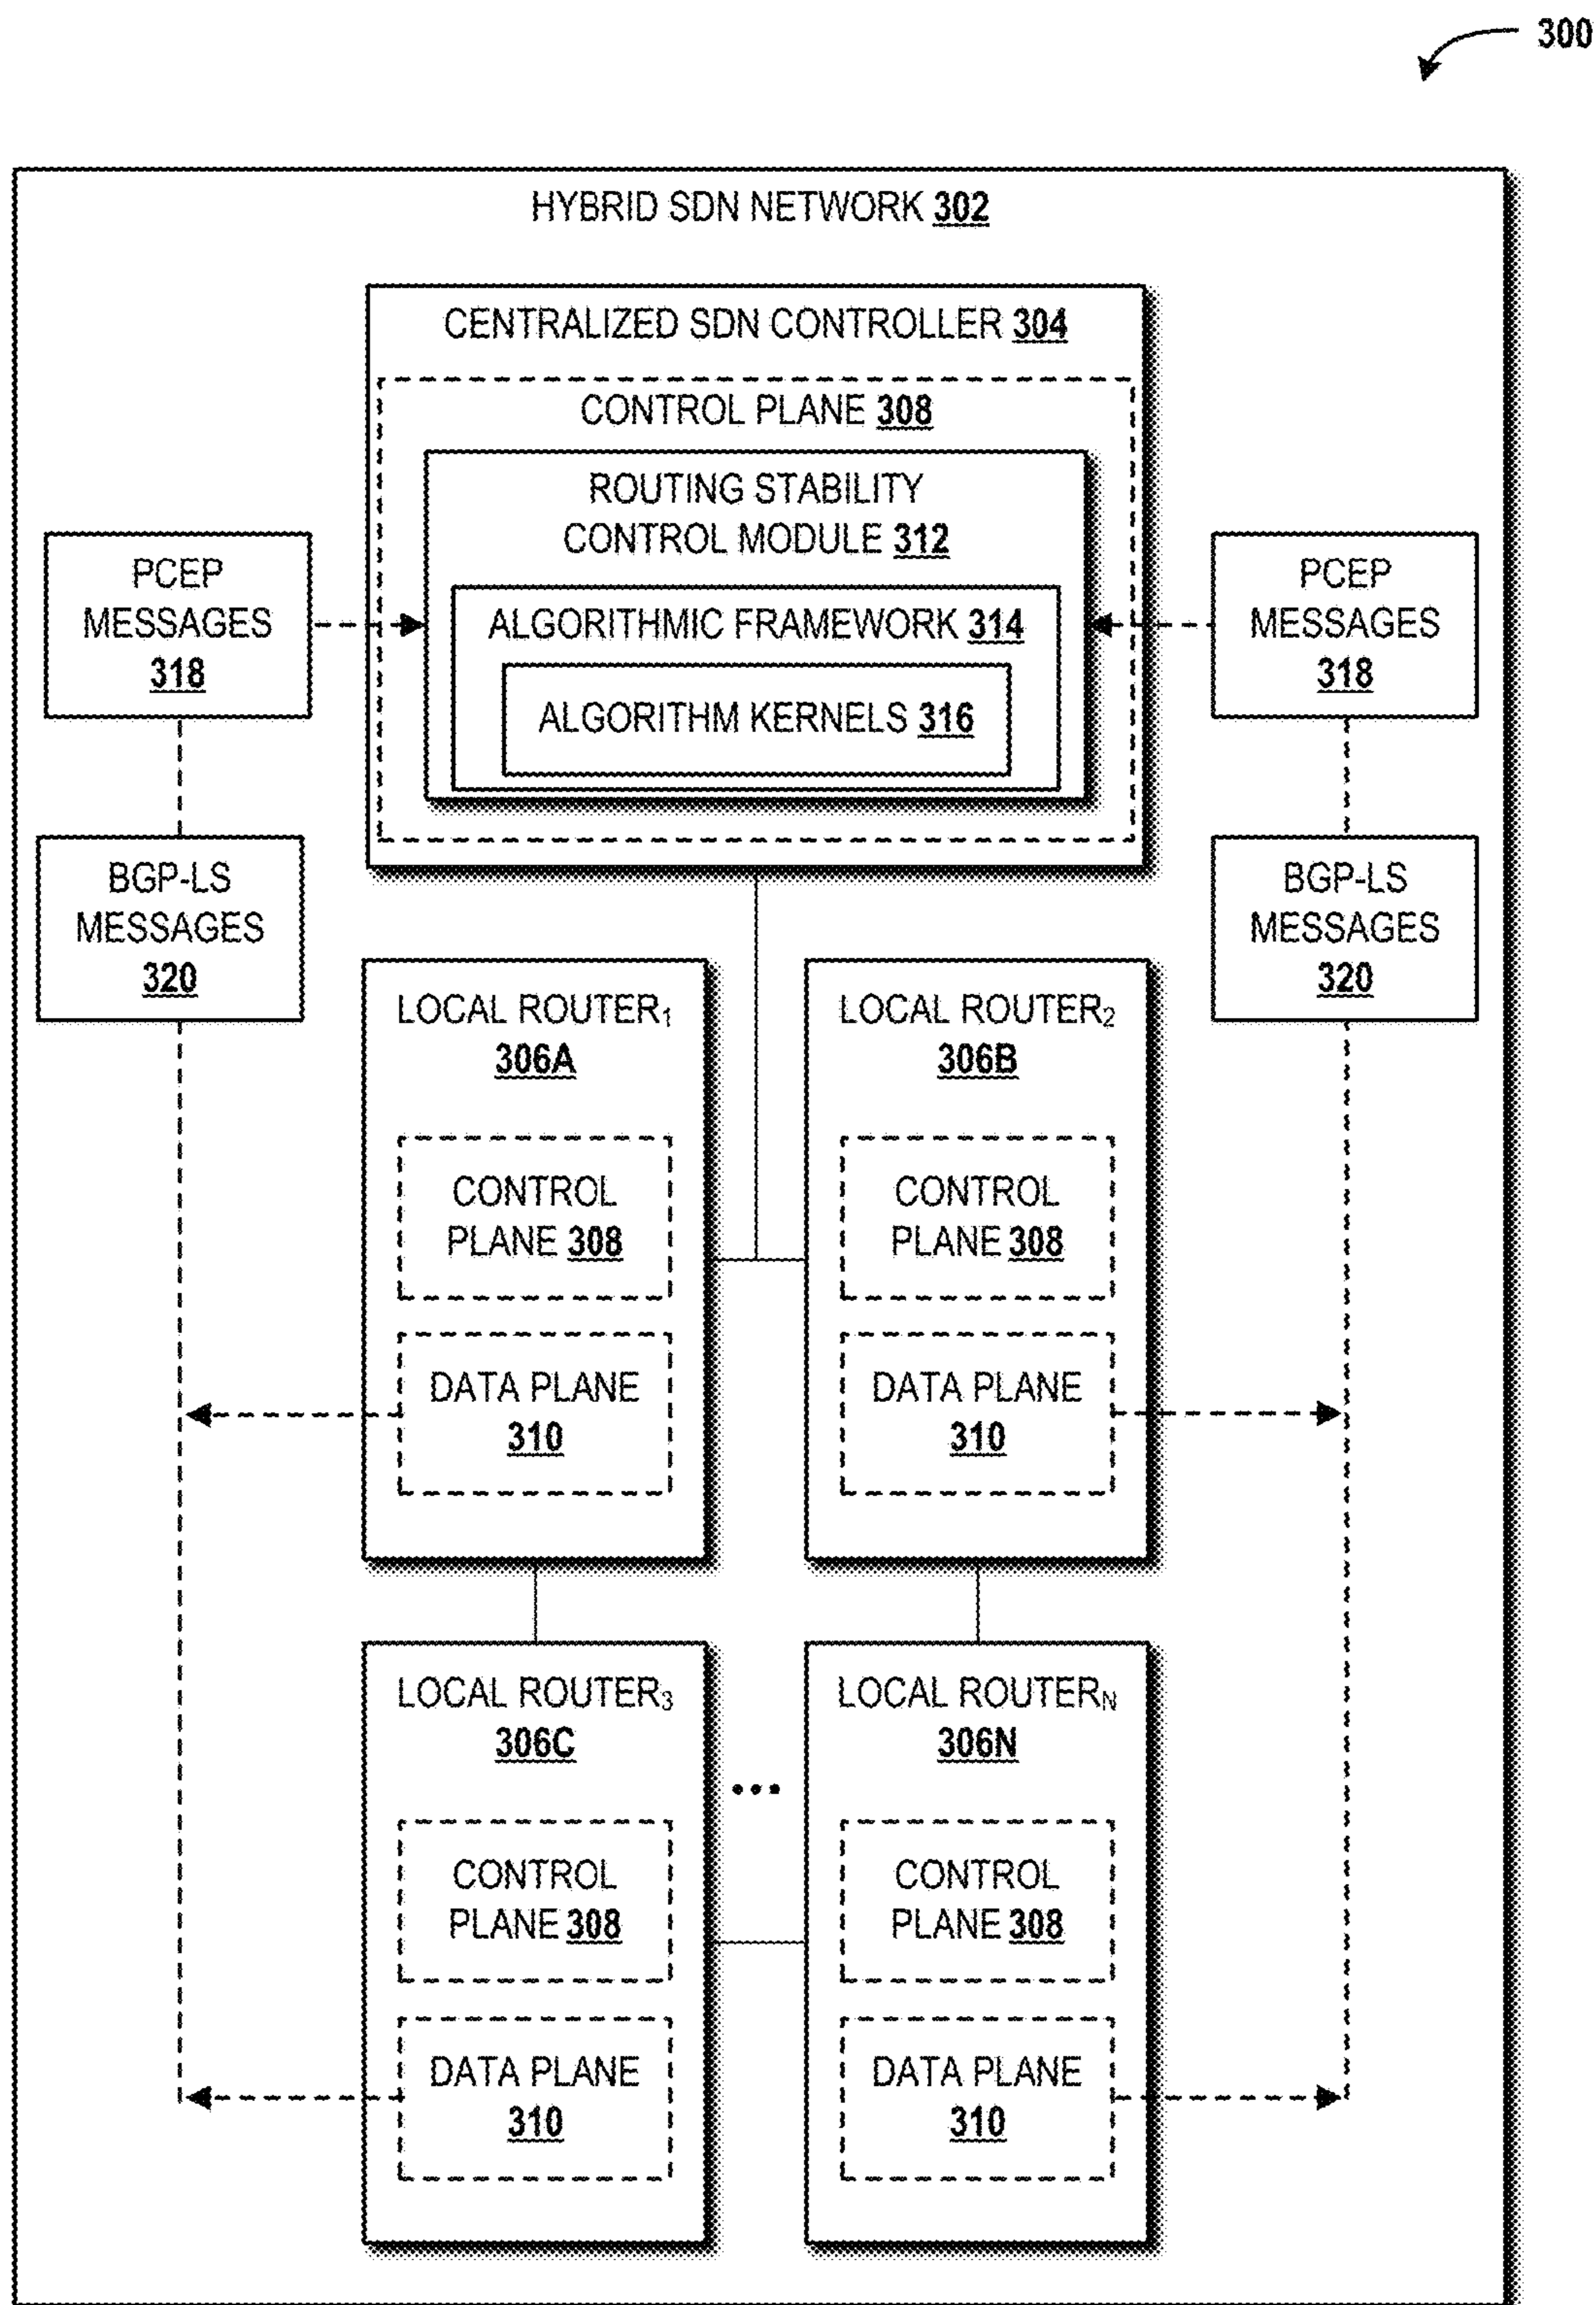 300
HYBRID SDN NETWORK 302
CENTRALIZED SDN CONTROLLER 304
CONTROL PLANE 308
ROUTING STABILITY
CONTROL MODULE 312
ALGORITHMIC FRAMEWORK 314
ALGORITHM KERNELS 316
PCEP
MESSAGES
318
PCEP
MESSAGES
318
BGP-LS
MESSAGES
320
BGP-LS
MESSAGES
320
LOCAL ROUTER₁
306A
CONTROL
PLANE 308
DATA PLANE
310
LOCAL ROUTER₂
306B
CONTROL
PLANE 308
DATA PLANE
310
LOCAL ROUTER₃
306C
CONTROL
PLANE 308
DATA PLANE
310
...
LOCAL ROUTERN
306N
CONTROL
PLANE 308
DATA PLANE
310